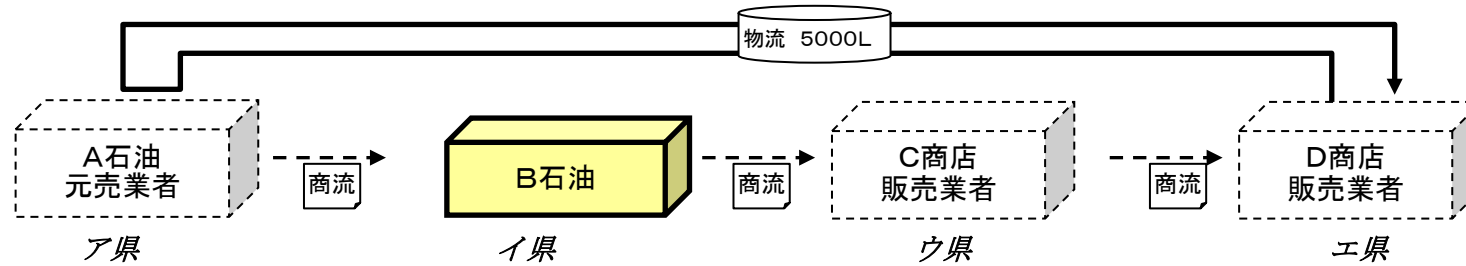 物流 5000L
A石油
元売業者
商流
B石油
商流
C商店
販売業者
商流
D商店
販売業者
ア県
イ県
ウ県
エ県